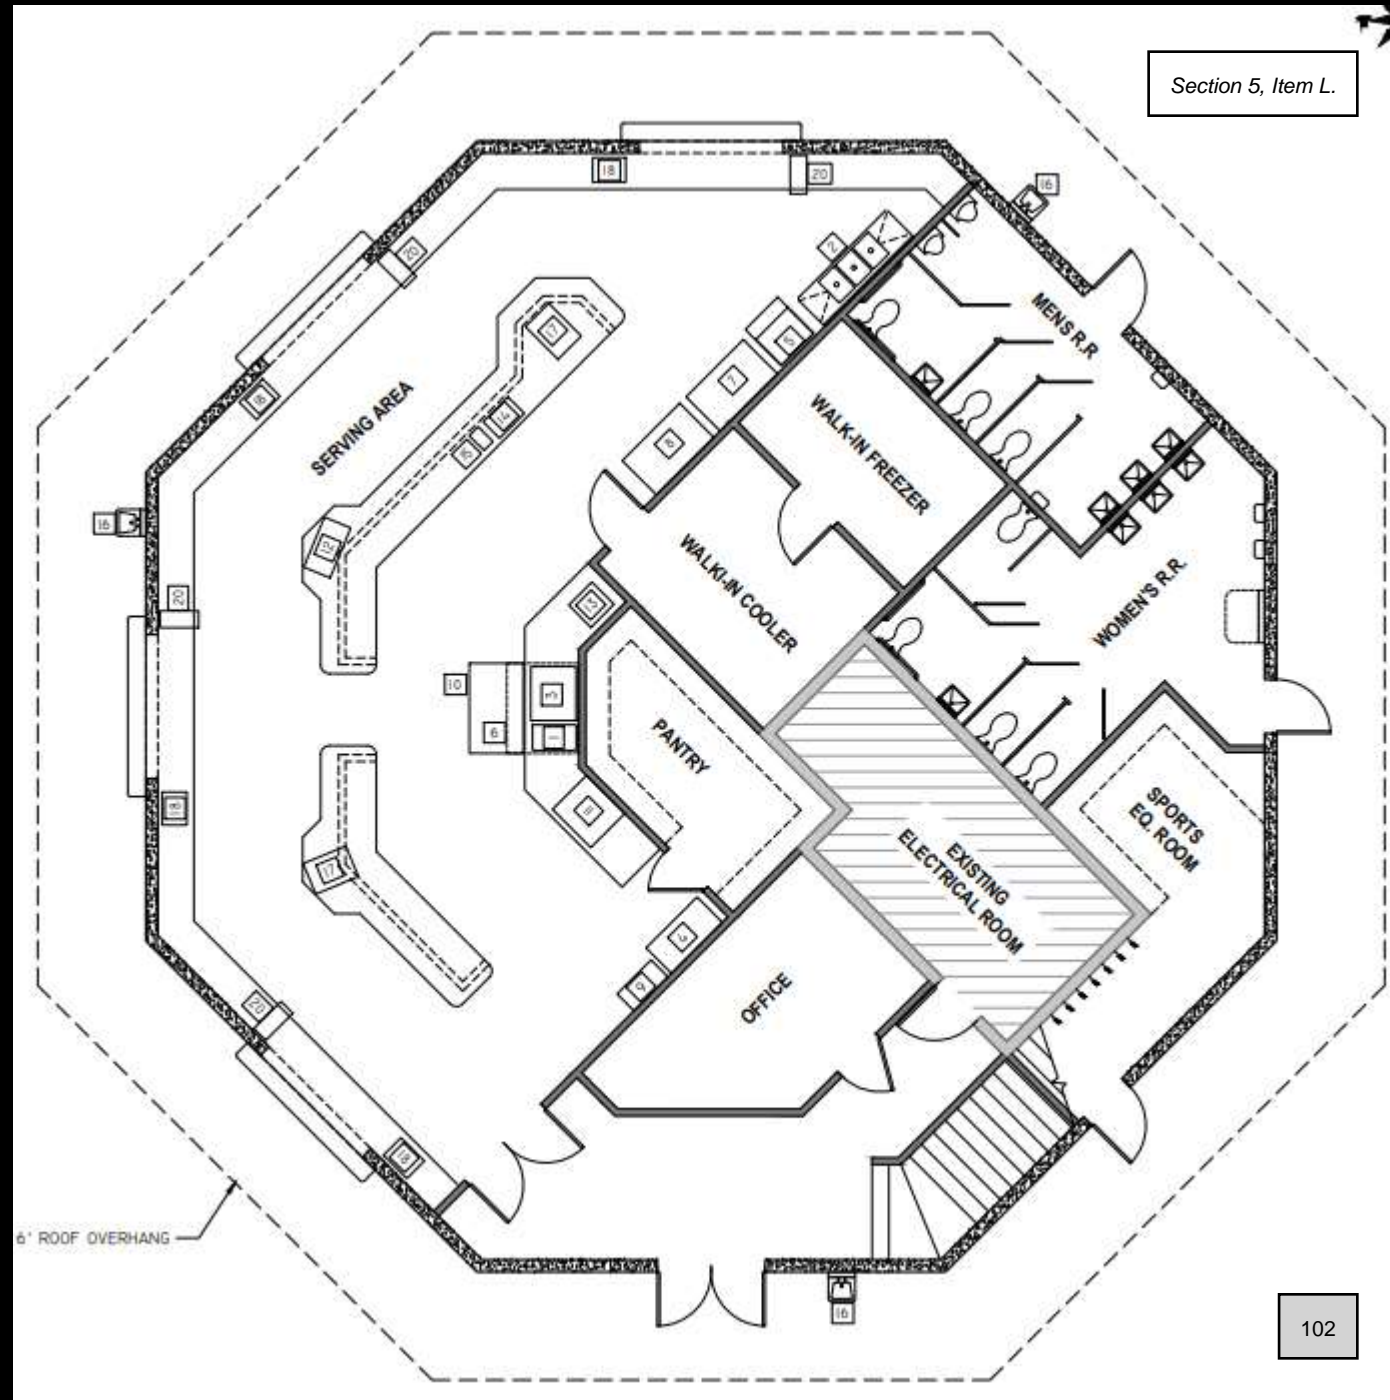 Section 5, Item L.
18
20
16
2
20
MENS R.R
17
5
7
18
SERVING AREA
14
15
8
WALK-IN FREEZER
16
12
WALKI-IN COOLER
20
13
WOMEN'S R.R.
10
3
6
1
PANTRY
18
11
SPORTS
EQ. ROOM
EXISTING
ELECTRICAL ROOM
17
4
9
OFFICE
20
18
6' ROOF OVERHANG
16
102